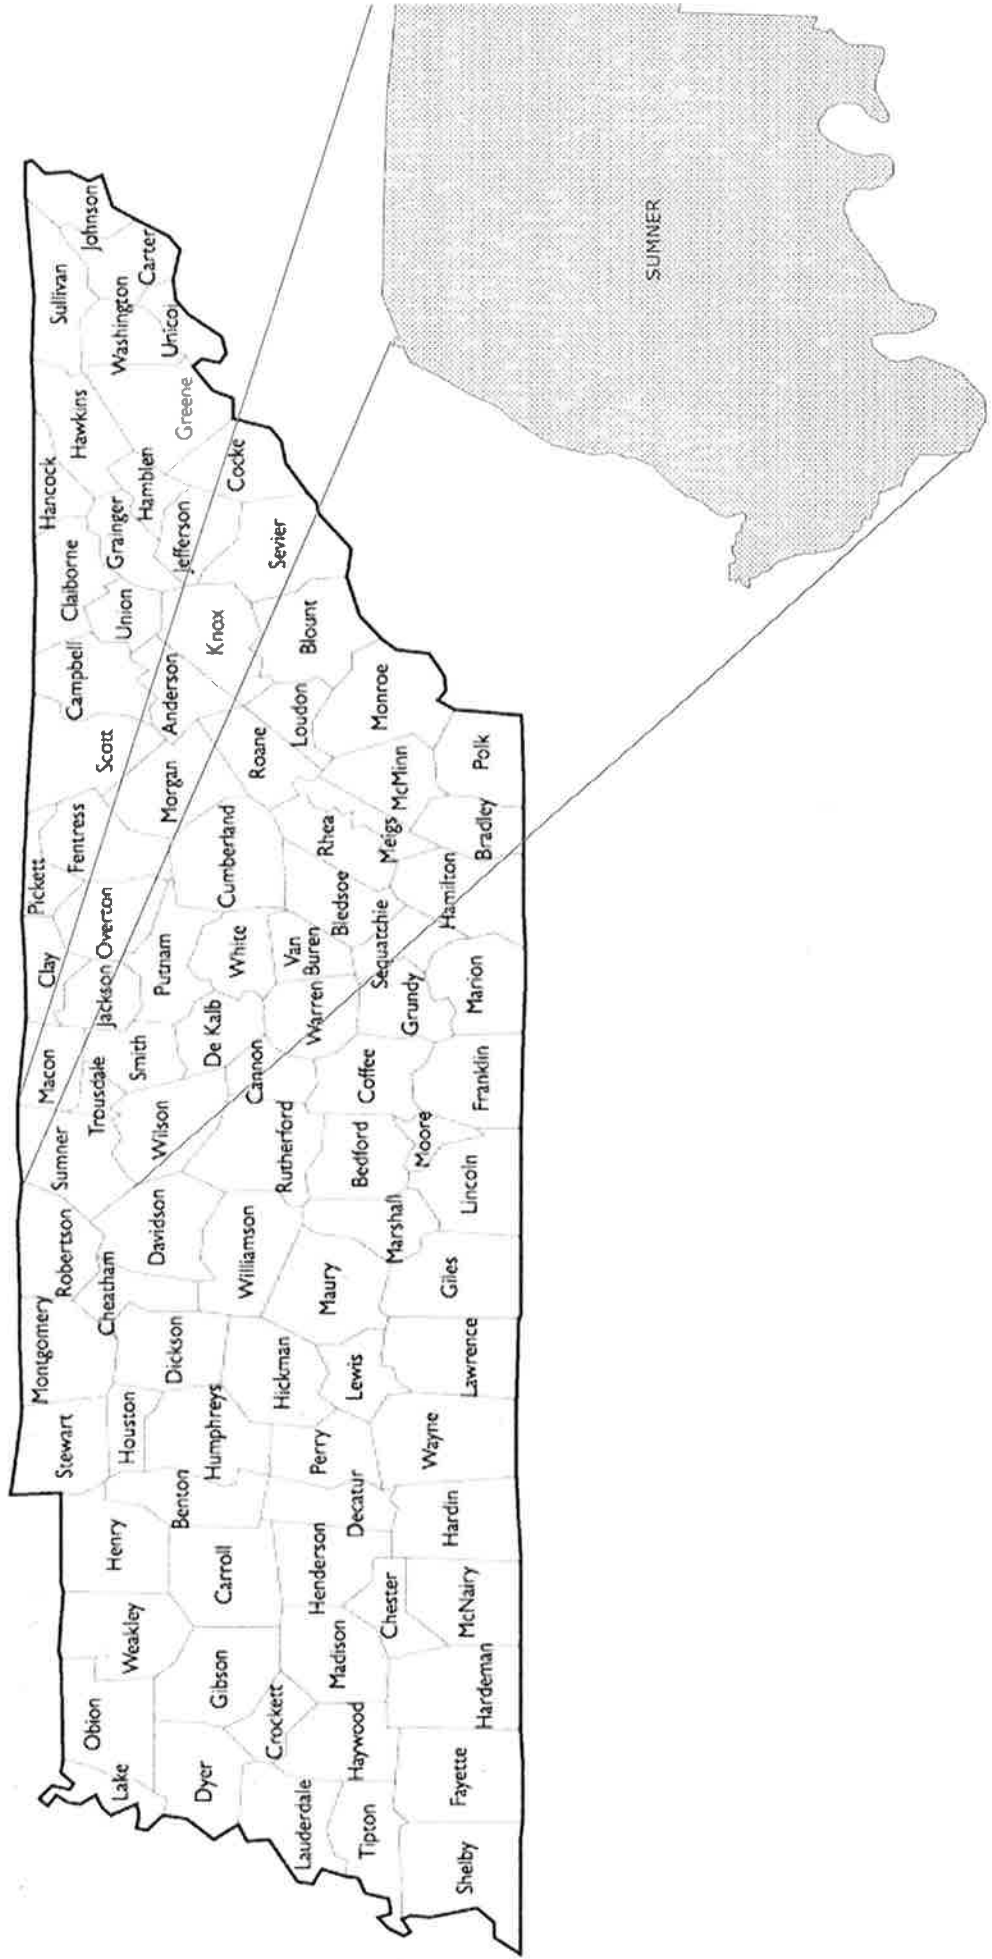 Lake
Obion
Weakley
Henry
Stewart
Montgomery
Robertson
Sumner
Macon
Clay
Pickett
Fentress
Scott
Campbell
Claiborne
Hancock
Hawkins
Sullivan
Johnson
Dyer
Gibson
Carroll
Benton
Houston
Humphreys
Dickson
Cheatham
Davidson
Wilson
Trousdale
Smith
Jackson
Overton
Putnam
Morgan
Anderson
Union
Grainger
Hamblen
Jefferson
Greene
Washington
Unicoi
Carter
Cocke
Sevier
Knox
Lauderdale
Crockett
Haywood
Madison
Henderson
Decatur
Perry
Hickman
Lewis
Maury
Williamson
Rutherford
Cannon
De Kalb
White
Cumberland
Roane
Loudon
Blount
Monroe
Tipton
Chester
Marshall
Bedford
Coffee
Warren
Van
Buren
Bledsoe
Rhea
Meigs
McMinn
Shelby
Fayette
Hardeman
McNairy
Hardin
Wayne
Lawrence
Giles
Lincoln
Moore
Franklin
Grundy
Sequatchie
Marion
Hamilton
Bradley
Polk
SUMNER